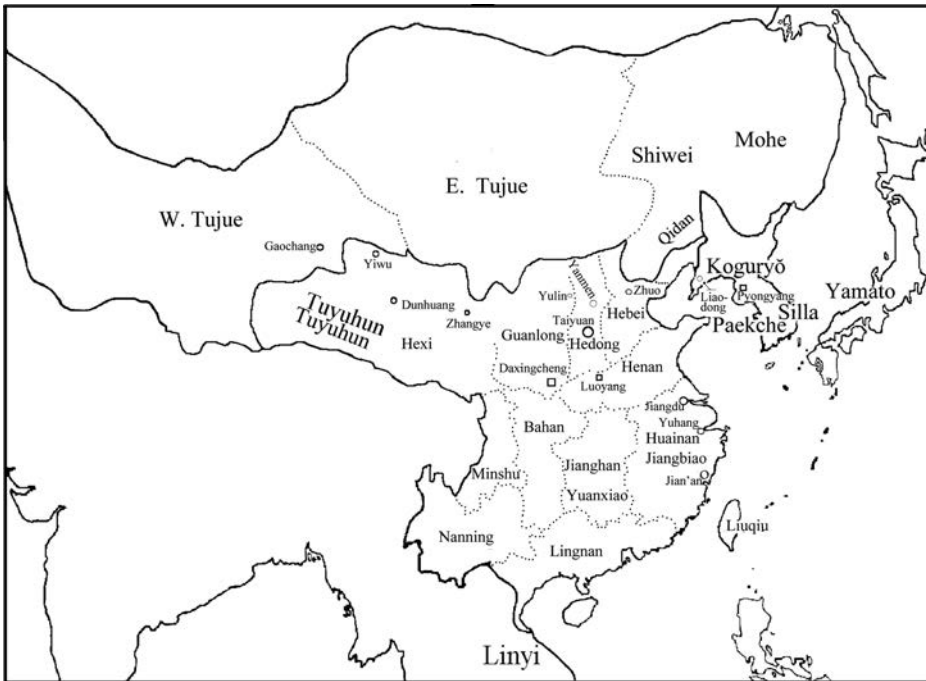 Mohe
Shiwei
E. Tujue
W. Tujue
Qidan
Gaochang
Yiwu
Koguryŏ
Yanmen
Zhuo
Yulin
Liao-
dong
Pyongyang
Yamato
Tuyuhun
Tuyuhun
Dunhuang
Zhangye
Hebei
Silla
Paekche
Taiyuan
Guanlong
Hexi
Hedong
Henan
Daxingcheng
Luoyang
Jiangdu
Yuhang
Bahan
Huainan
Jiangbiao
Minshu
Jianghan
Jian'an
Yuanxiao
Liuqiu
Nanning
Lingnan
Linyi